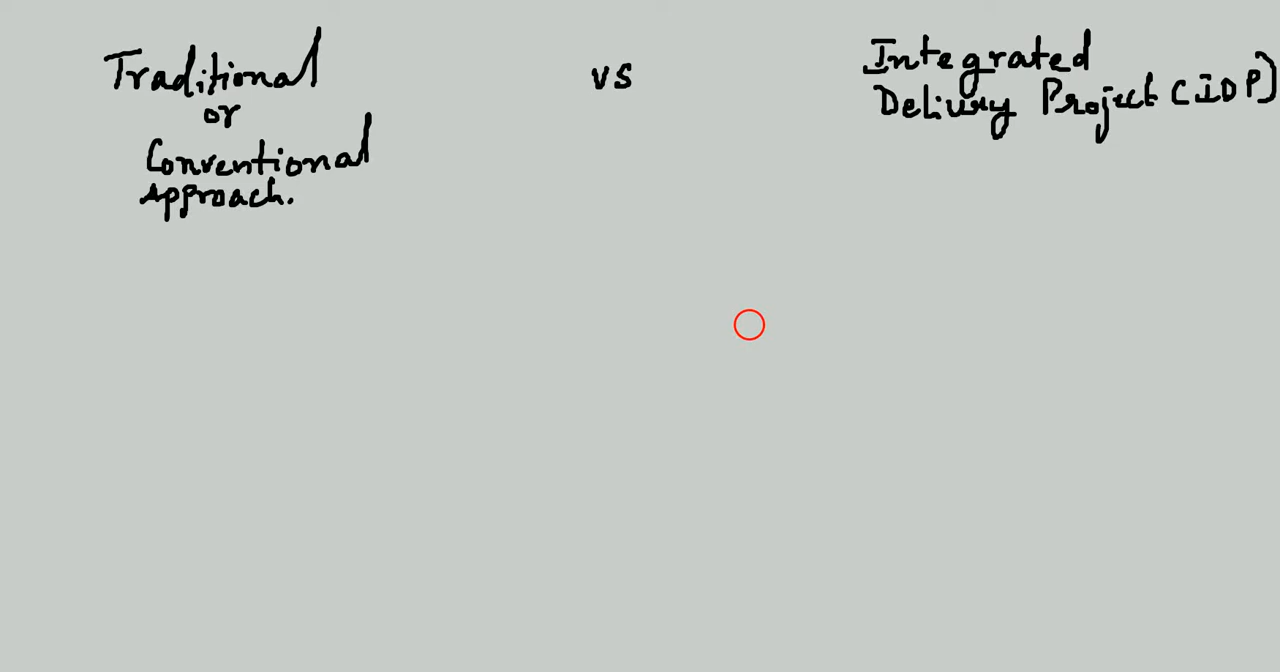 Traditional
or
Conventional
Approach.
vs
Integrated
Delivery Project (IDP)